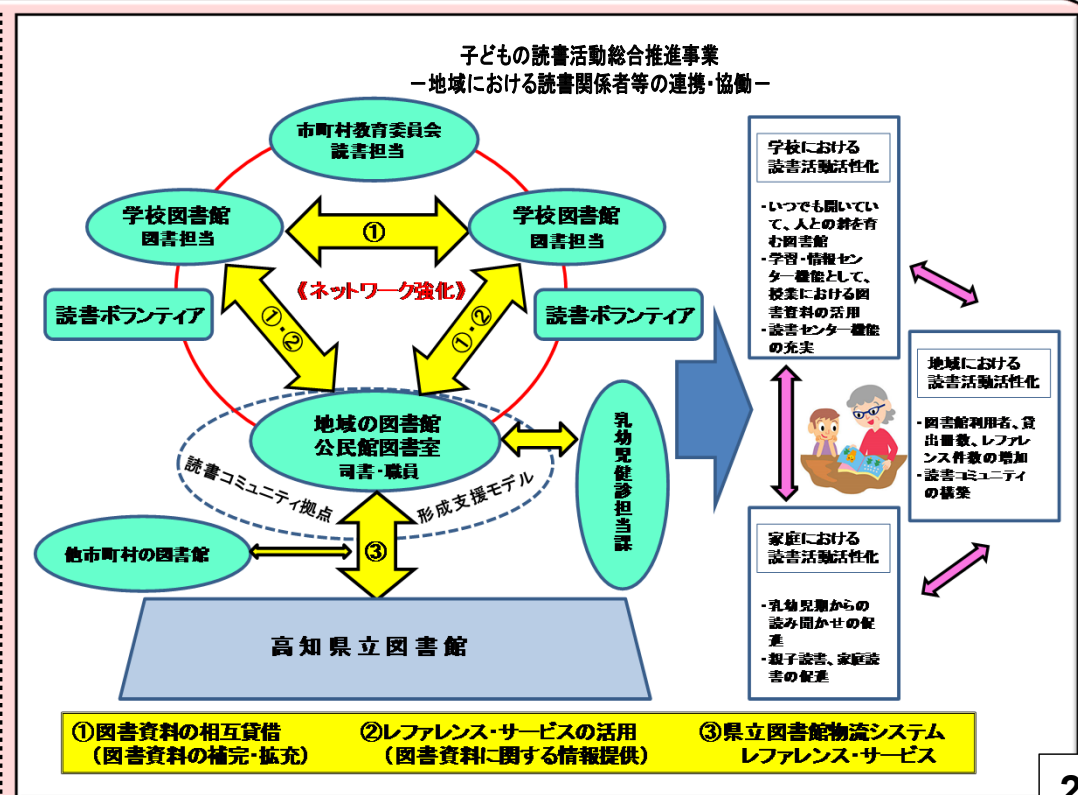 子どもの読書活動総合推進事業
－地域における読書関係者等の連携・協働－
市町村教育委員会
読書担当
学校図書館
図書担当
①
学校図書館
図書担当
《ネットワーク強化》
読書ボランティア
①・②
①・②
読書ボランティア
地域の図書館
公民館図書室
司書・職員
読書コミュニティ拠点
形成支援モデル
乳幼児健診担当課
他市町村の図書館
③
高知県立図書館
学校における
読書活動活性化
・いつでも開いてい
て、人との絆を育
む図書館
・学習・情報セン
ター機能として、
授業における図
書資料の活用
・読書センター機能
の充実
地域における
読書活動活性化
・図書館利用者、貸
出冊数、レファレ
ンス件数の増加
・読書コミュニティ
の構築
家庭における
読書活動活性化
・乳幼児期からの
読み聞かせの促
進
・親子読書、家庭読
書の促進
①図書資料の相互貸借
（図書資料の補完・拡充）
②レファレンス・サービスの活用
（図書資料に関する情報提供）
③県立図書館物流システム
レファレンス・サービス
2